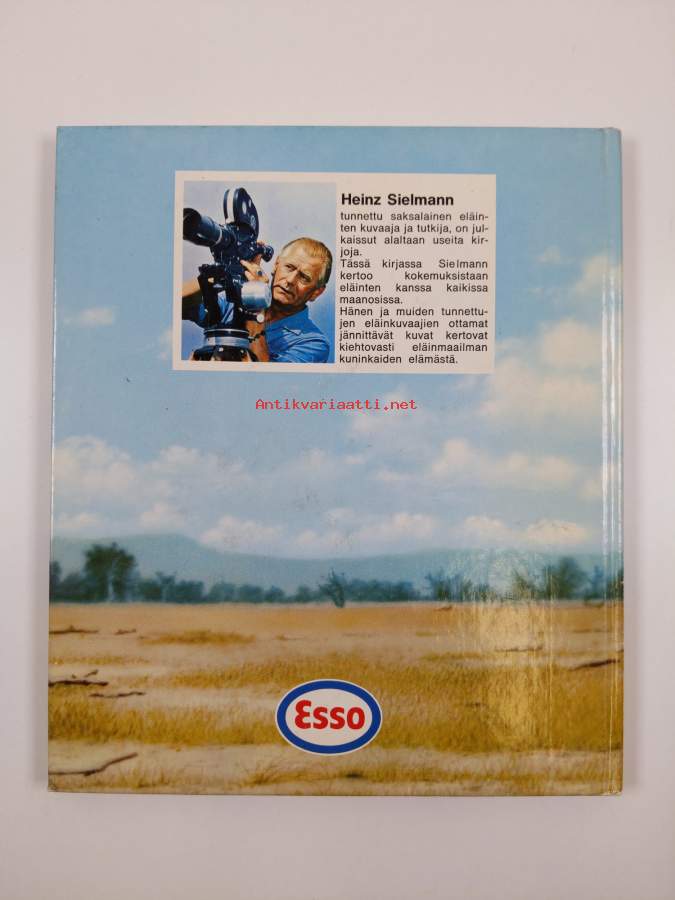 Heinz Sielmann
tunnettu saksalainen eläin-
ten kuvaaja ja tutkija, on jul-
kaissut alaltaan useita kir-
joja.
Tässä kirjassa Sielmann
kertoo kokemuksistaan
eläinten kanssa kaikissa
maanosissa.
Hänen ja muiden tunnettu-
jen eläinkuvaajien ottamat
jännittävät kuvat kertovat
kiehtovasti eläinmaailman
kuninkaiden elämästä.
Antikvariaatti.net
Esso